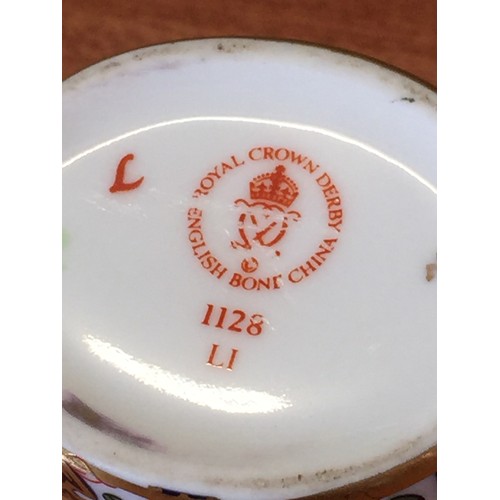 ROYAL CROWN DERBY
ENGLISH BONE CHINA
1128
LI